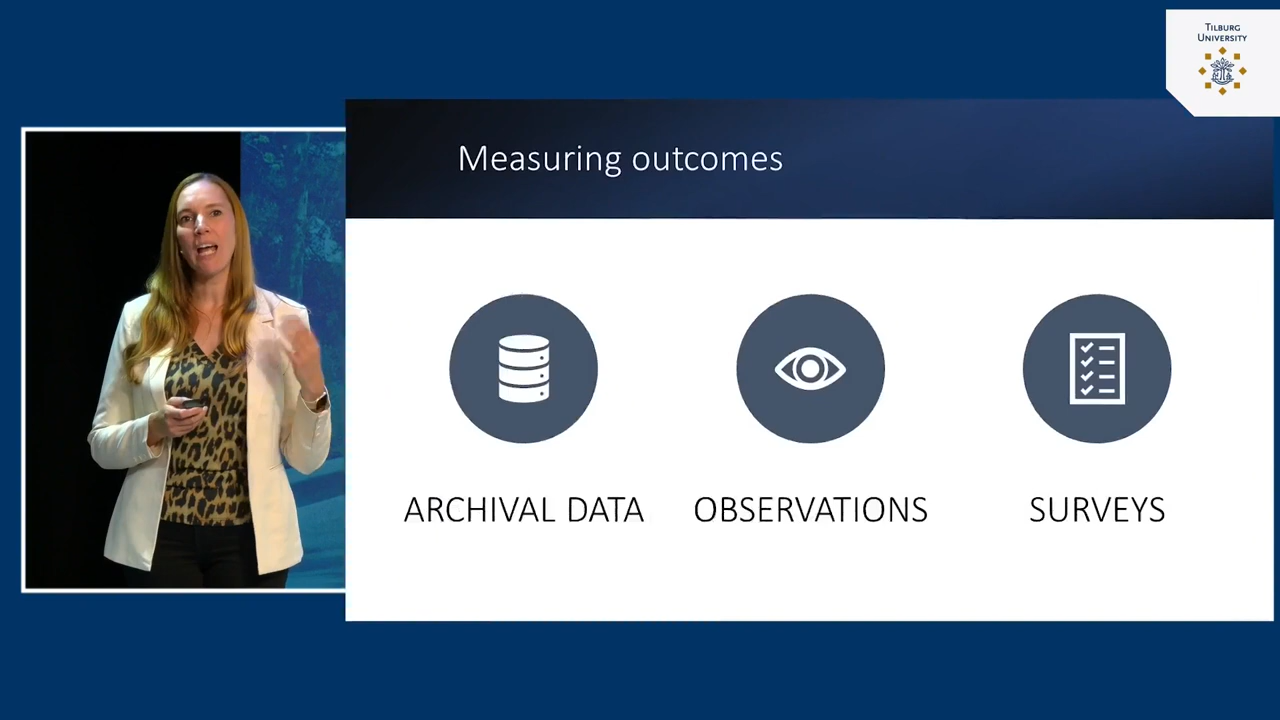 TILBURG
UNIVERSITY
Measuring outcomes
ARCHIVAL DATA
OBSERVATIONS
SURVEYS